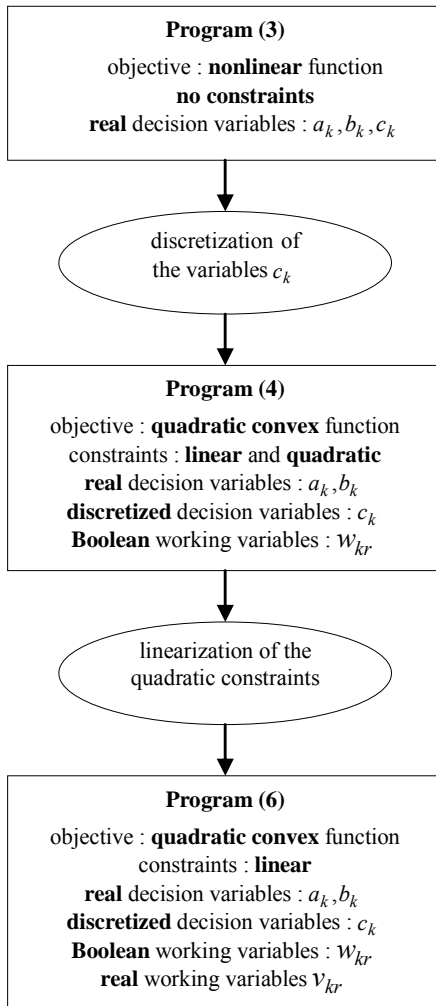 Program (3)
objective : nonlinear function
no constraints
real decision variables : a_k , b_k , c_k
discretization of
the variables c_k
Program (4)
objective : quadratic convex function
constraints : linear and quadratic
real decision variables : a_k , b_k
discretized decision variables : c_k
Boolean working variables : w_kr
linearization of the
quadratic constraints
Program (6)
objective : quadratic convex function
constraints : linear
real decision variables : a_k , b_k
discretized decision variables : c_k
Boolean working variables : w_kr
real working variables v_kr